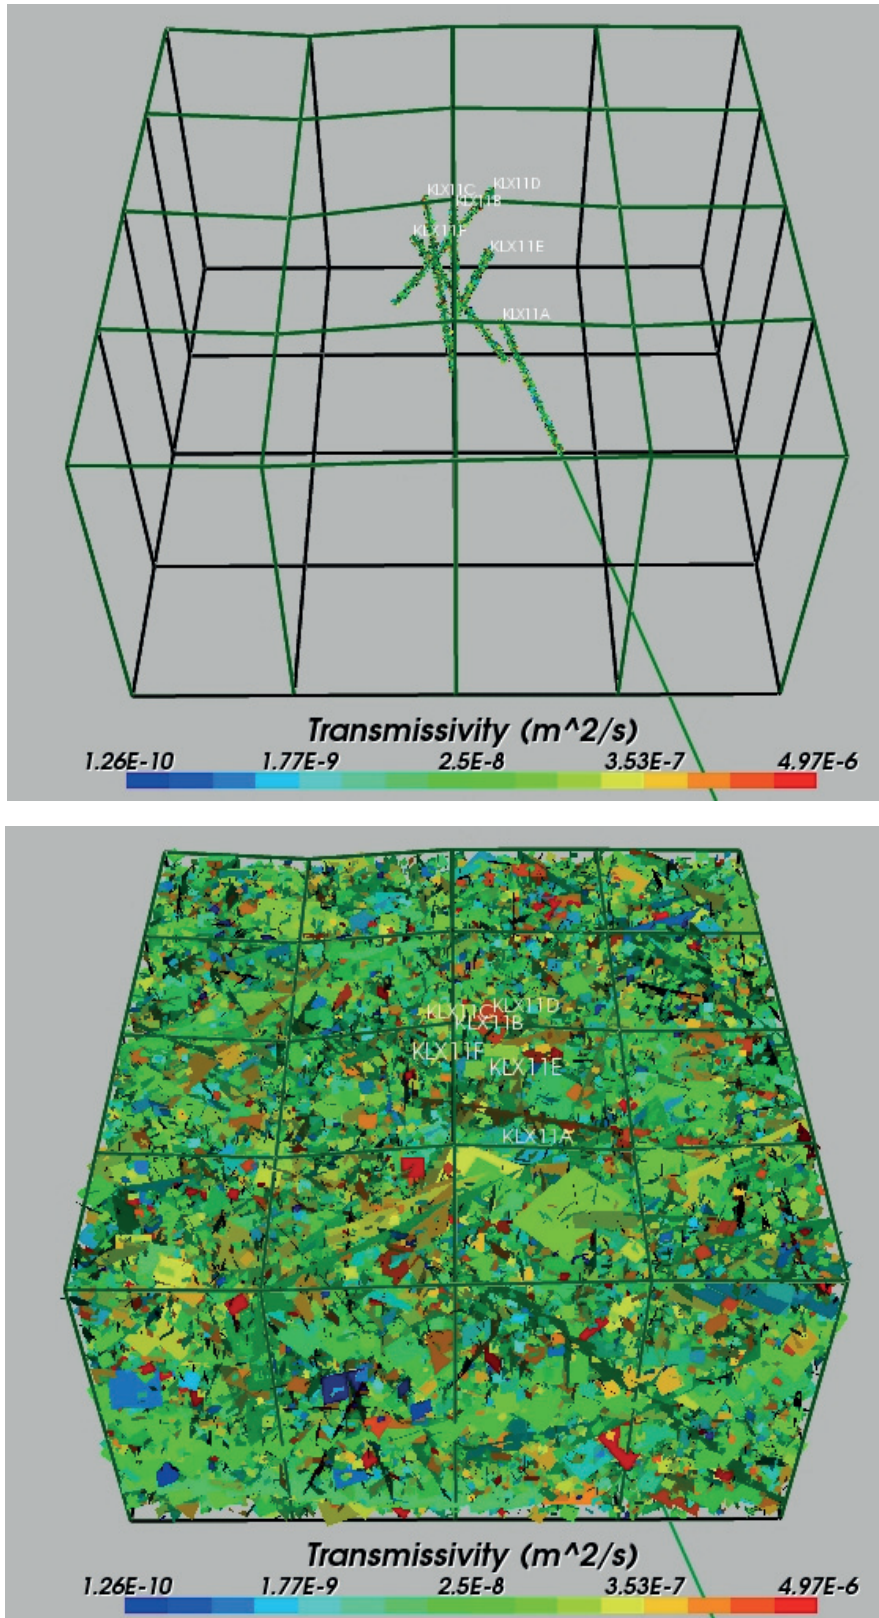 KLX11C KLX11D
KLX11B
KLX11F
KLX11E
KLX11A
Transmissivity (m^2/s)
1.26E-10 1.77E-9 2.5E-8 3.53E-7 4.97E-6
KLX11C KLX11D
KLX11B
KLX11F
KLX11E
KLX11A
Transmissivity (m^2/s)
1.26E-10 1.77E-9 2.5E-8 3.53E-7 4.97E-6